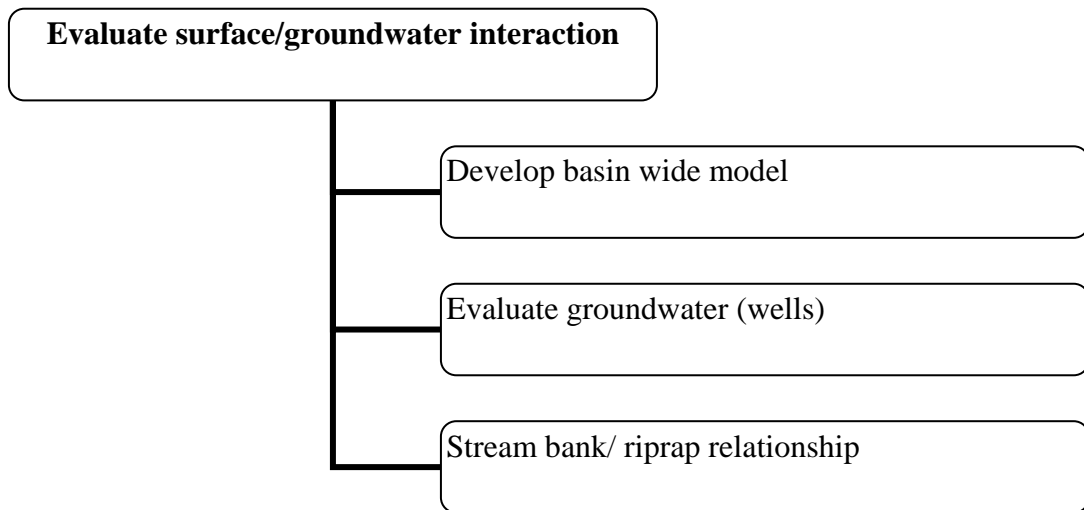 Evaluate surface/groundwater interaction
Develop basin wide model
Evaluate groundwater (wells)
Stream bank/ riprap relationship